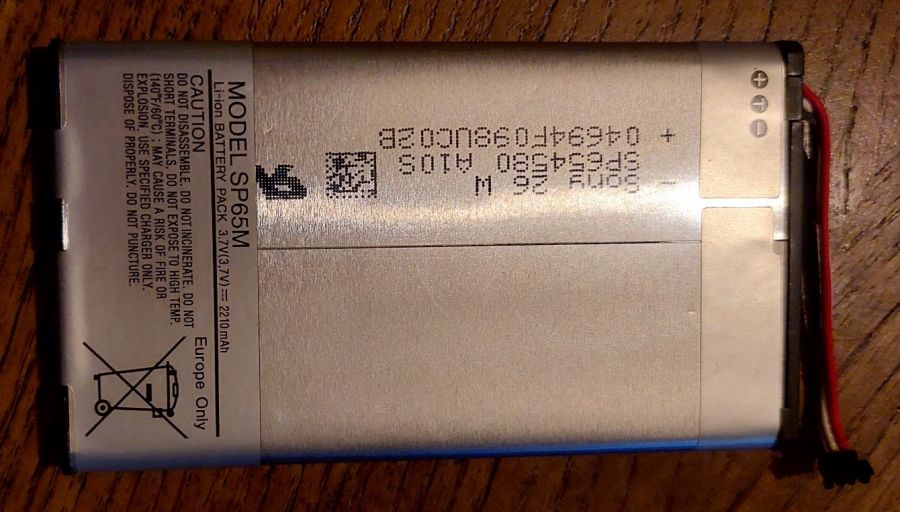 MODEL SP65M
Li-ion BATTERY PACK 3.7V(3.7V)⎓ 2210mAh
CAUTION
DO NOT DISASSEMBLE. DO NOT INCINERATE. DO NOT
SHORT TERMINALS. DO NOT EXPOSE TO HIGH TEMP.
(140°F/60°C) ; MAY CAUSE A RISK OF FIRE OR
EXPLOSION. USE SPECIFIED CHARGER ONLY.
DISPOSE OF PROPERLY. DO NOT PUNCTURE.
Europe Only
- Sony 26 W
SP654580 A10S
+ 04694F098UC02B
+ T -